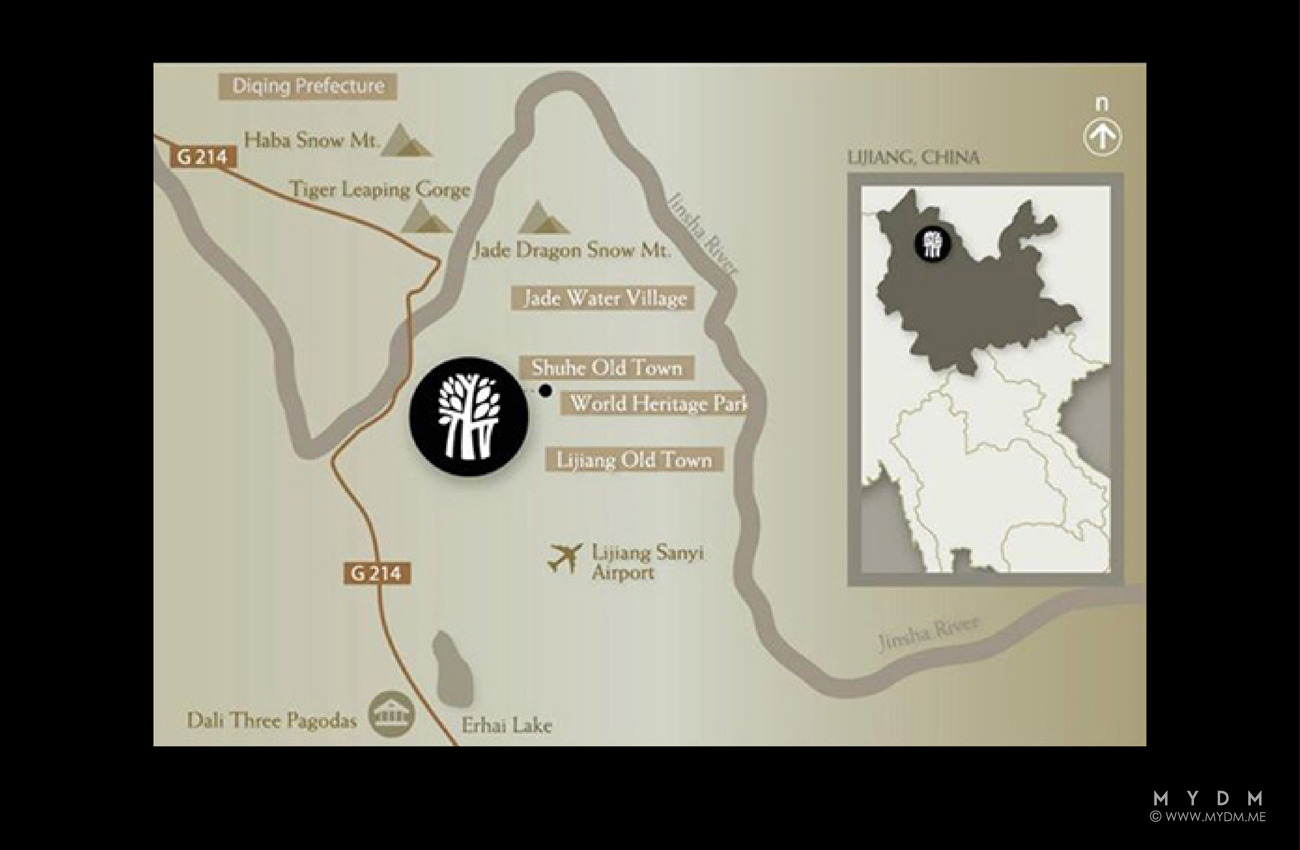 Diqing Prefecture
n
Haba Snow Mt.
G 214
LIJIANG, CHINA
Tiger Leaping Gorge
Jinsha River
Jade Dragon Snow Mt.
Jade Water Village
Shuhe Old Town
World Heritage Park
Lijiang Old Town
Lijiang Sanyi
Airport
G 214
Jinsha River
Dali Three Pagodas
Erhai Lake
MYDM
© WWW.MYDM.ME